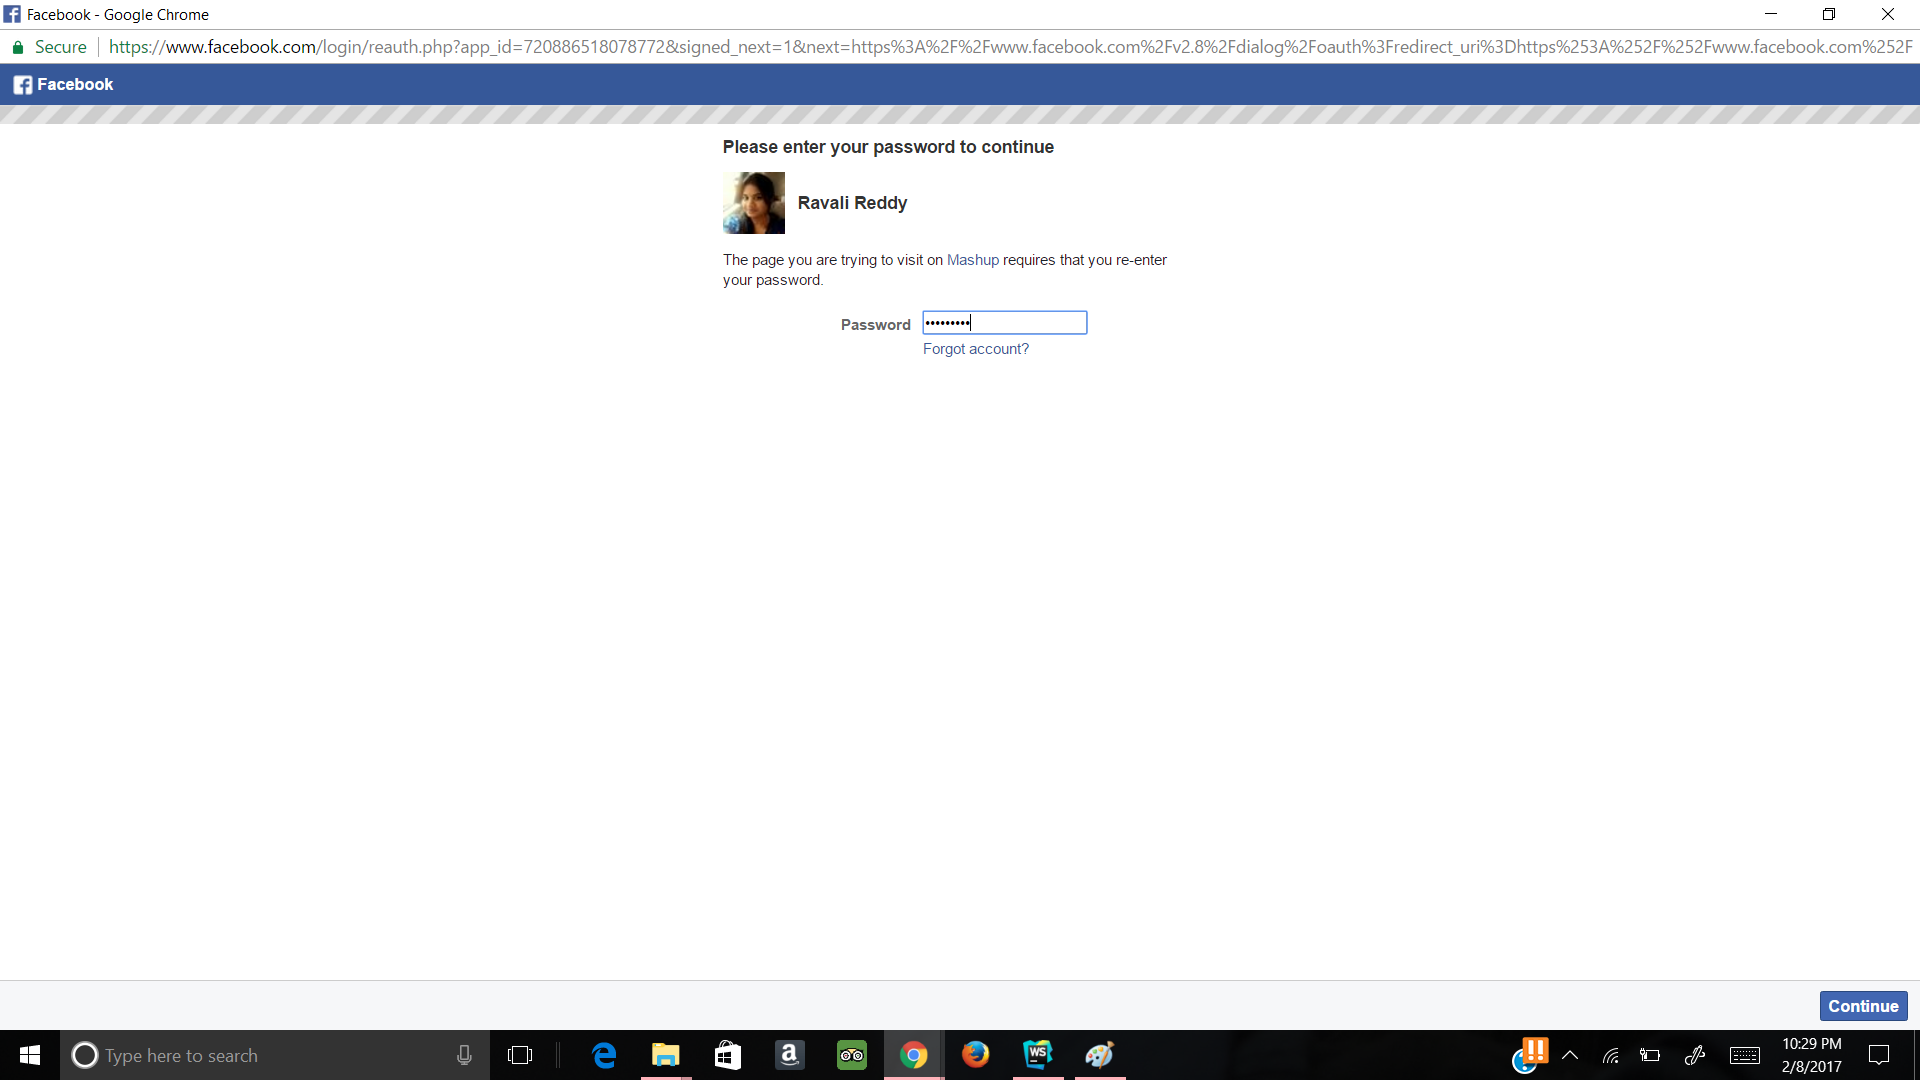 Facebook - Google Chrome
Secure https://www.facebook.com/login/reauth.php?app_id=720886518078772&signed_next=1&next=https%3A%2F%2Fwww.facebook.com%2Fv2.8%2Fdialog%2Foauth%3Fredirect_uri%3Dhttps%253A%252F%252Fwww.facebook.com%252F
Facebook
Please enter your password to continue
Ravali Reddy
The page you are trying to visit on Mashup requires that you re-enter
your password.
Password •••••••••
Forgot account?
Continue
Type here to search
WS
10:29 PM
2/8/2017